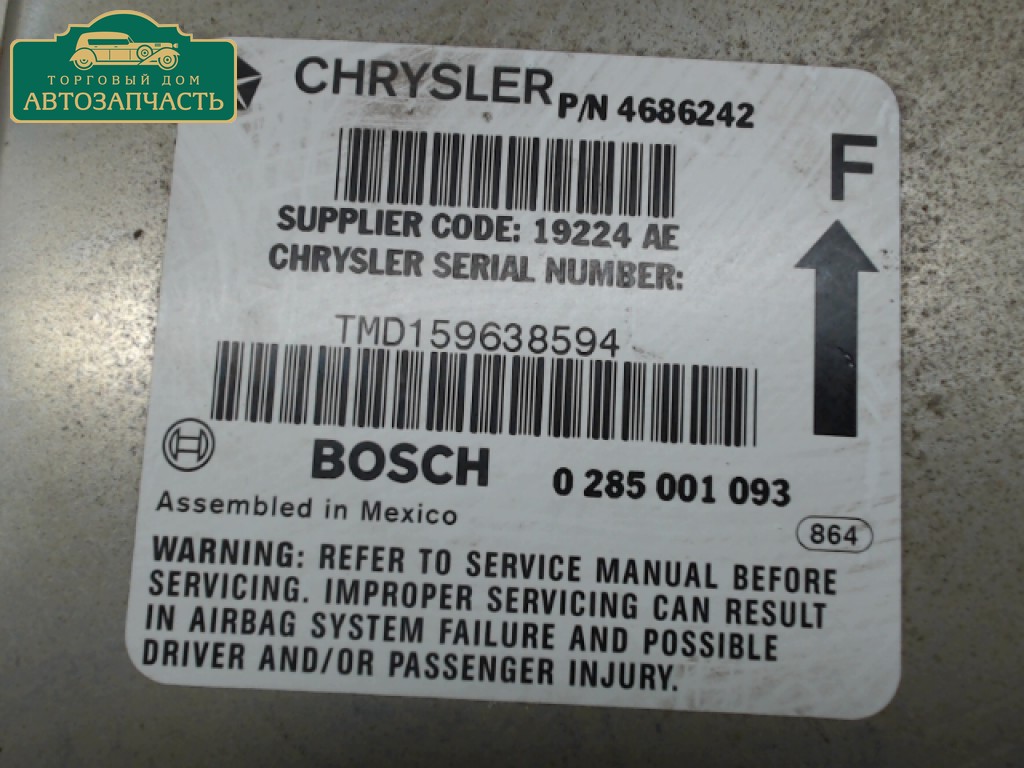 ТОРГОВЫЙ ДОМ
АВТОЗАПЧАСТЬ
CHRYSLER P/N 4686242
F
SUPPLIER CODE: 19224 AE
CHRYSLER SERIAL NUMBER:
TMD159638594
BOSCH 0 285 001 093
Assembled in Mexico
864
WARNING: REFER TO SERVICE MANUAL BEFORE
SERVICING. IMPROPER SERVICING CAN RESULT
IN AIRBAG SYSTEM FAILURE AND POSSIBLE
DRIVER AND/OR PASSENGER INJURY.